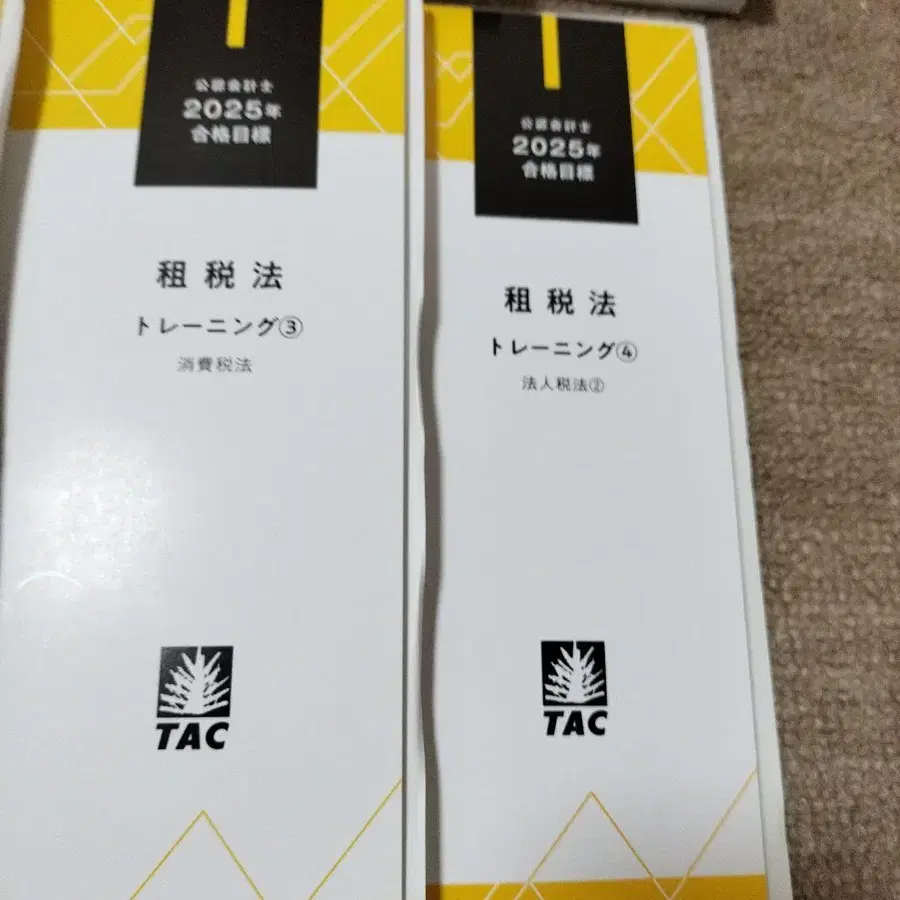 公認会計士
2025年
合格目標
租税法
トレーニング③
消費税法
TAC
公認会計士
2025年
合格目標
租税法
トレーニング④
法人税法②
TAC